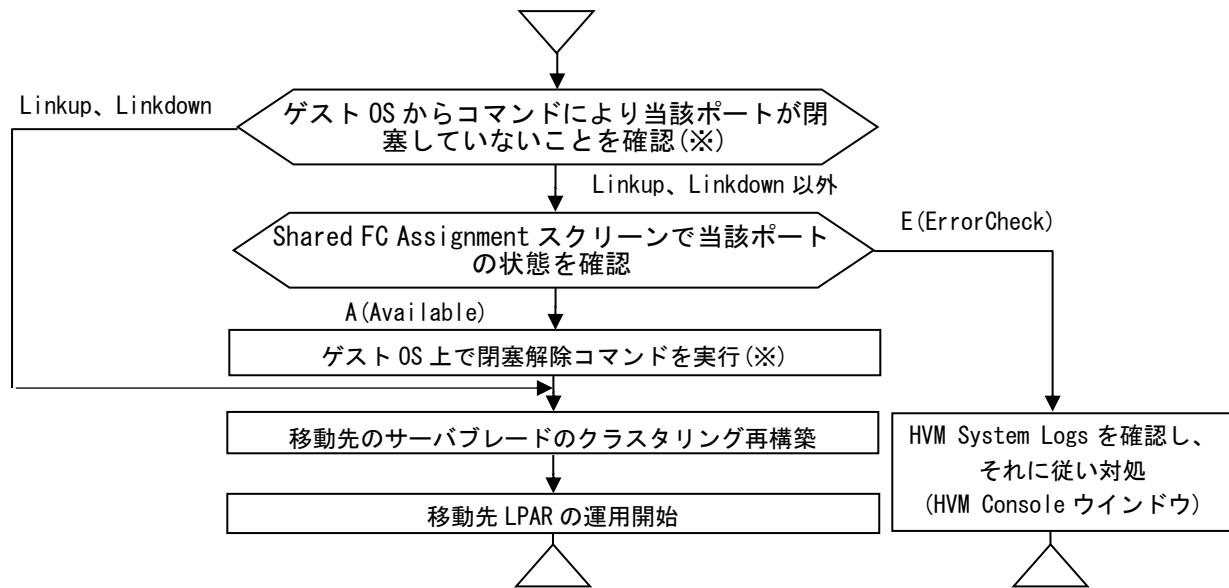 Linkup、Linkdown
ゲスト OS からコマンドにより当該ポートが閉
塞していないことを確認(※)
Linkup、Linkdown 以外
E(ErrorCheck)
Shared FC Assignment スクリーンで当該ポート
の状態を確認
A(Available)
ゲスト OS 上で閉塞解除コマンドを実行(※)
移動先のサーバブレードのクラスタリング再構築
移動先 LPAR の運用開始
HVM System Logs を確認し、
それに従い対処
(HVM Console ウインドウ)